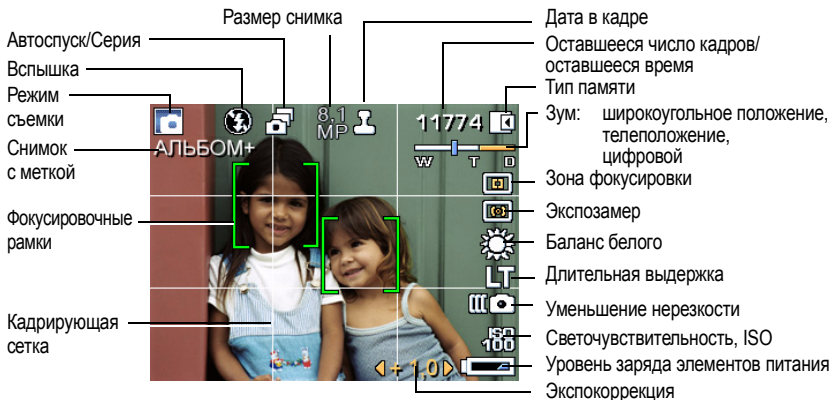 Размер снимка
Автоспуск/Серия
Вспышка
Режим
съемки
Снимок
с меткой
Фокусировочные
рамки
Кадрирующая
сетка
8,1
MP
11774
АЛЬБОМ+
W T D
LT
ISO
100
+ 1,0
Дата в кадре
Оставшееся число кадров/
оставшееся время
Тип памяти
Зум: широкоугольное положение,
телеположение,
цифровой
Зона фокусировки
Экспозамер
Баланс белого
Длительная выдержка
Уменьшение нерезкости
Светочувствительность, ISO
Уровень заряда элементов питания
Экспокоррекция